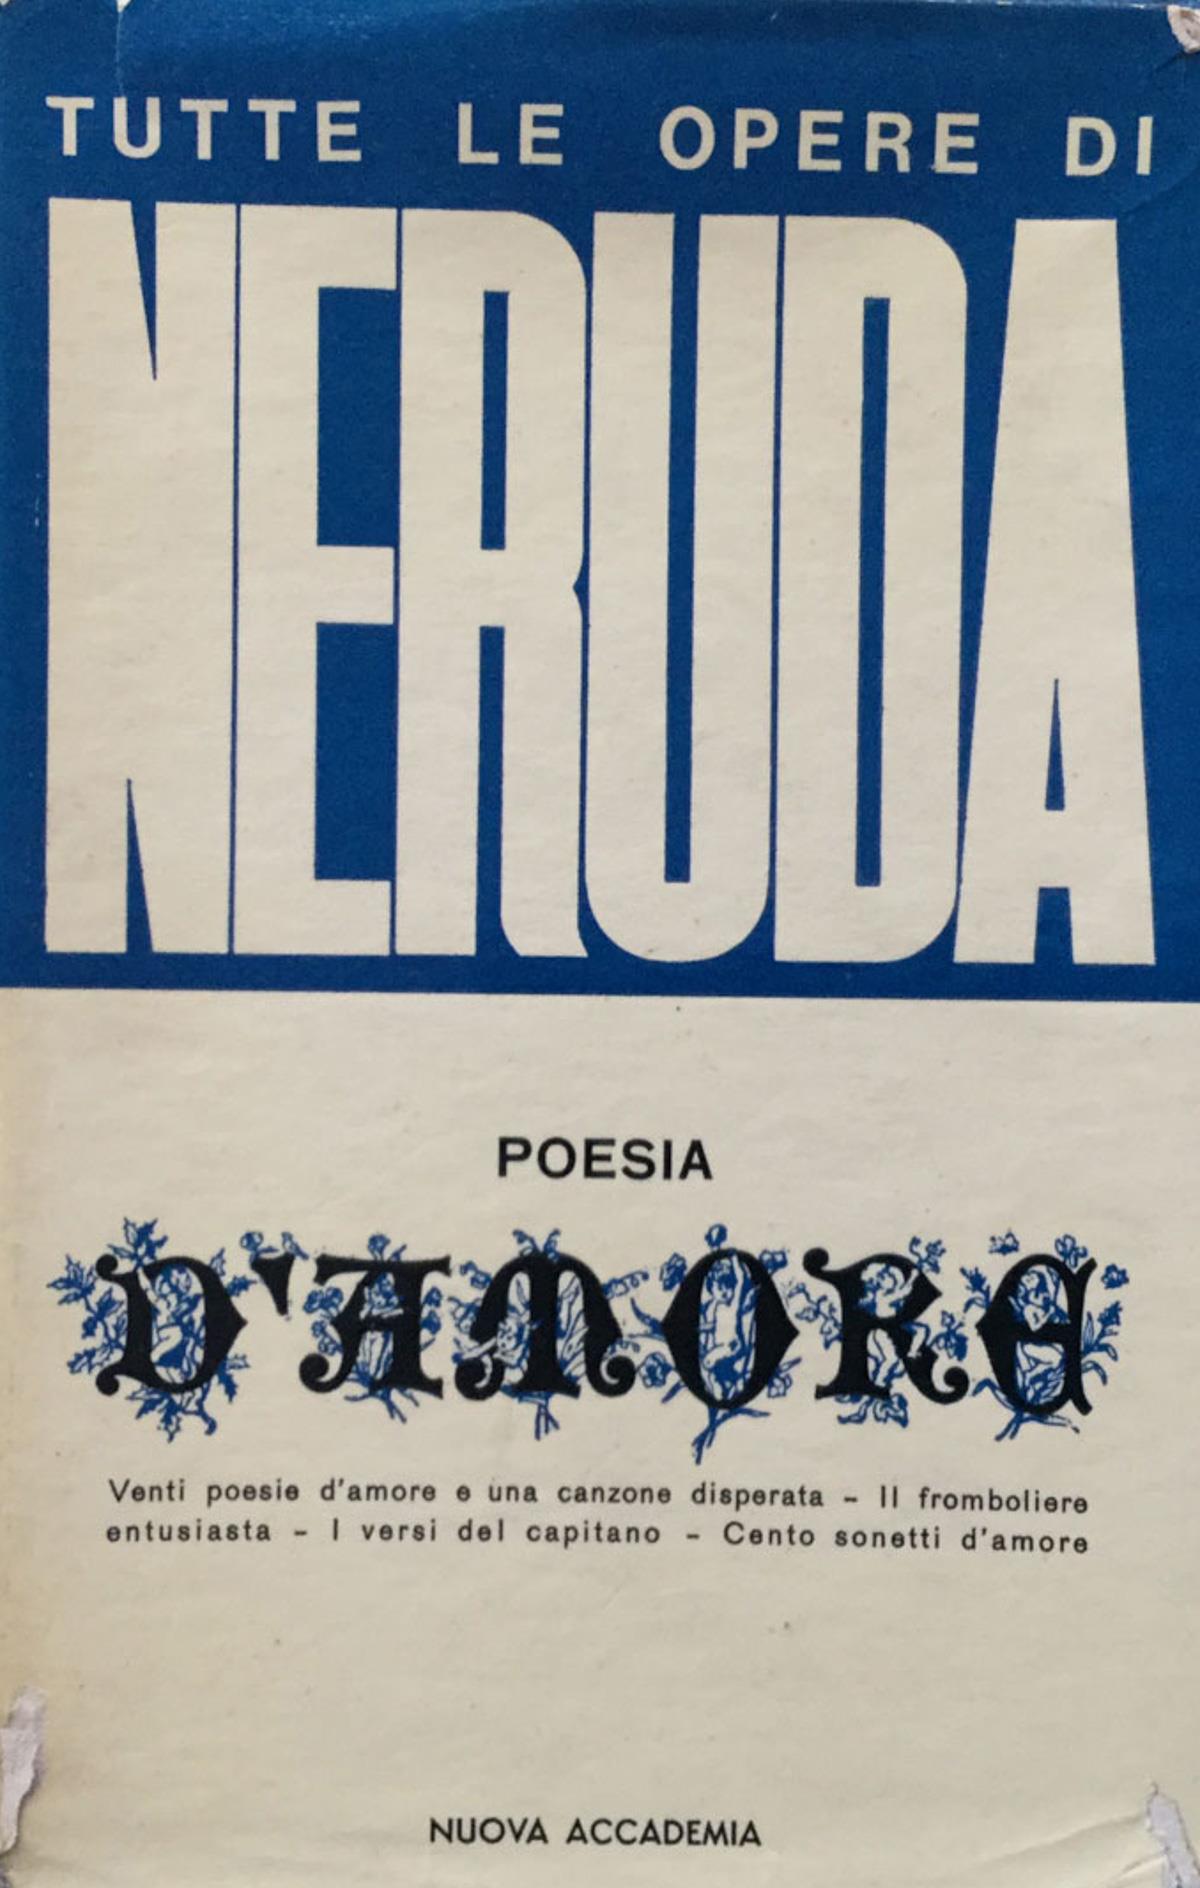 TUTTE LE OPERE DI
NERUDA
POESIA
D'AMORE
Venti poesie d'amore e una canzone disperata – Il fromboliere
entusiasta – I versi del capitano – Cento sonetti d'amore
NUOVA ACCADEMIA